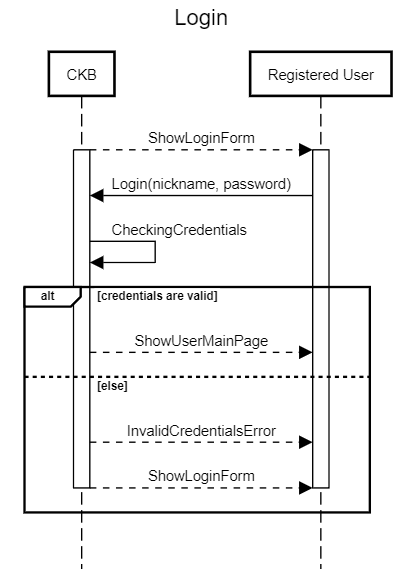 Login
CKB
Registered User
ShowLoginForm
Login(nickname, password)
CheckingCredentials
alt
[credentials are valid]
ShowUserMainPage
[else]
InvalidCredentialsError
ShowLoginForm